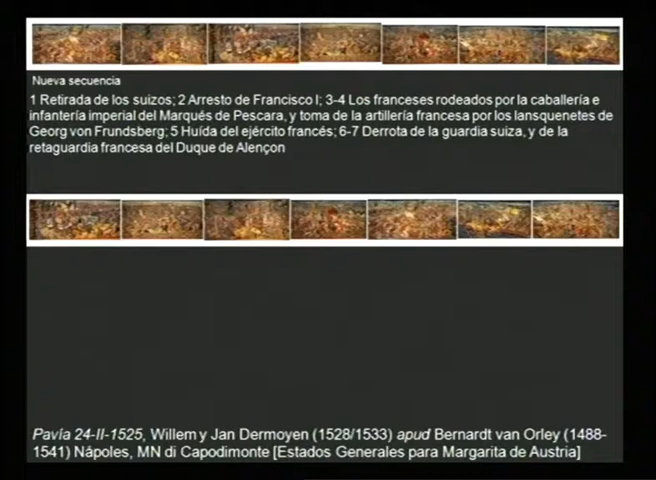 Nueva secuencia
1 Retirada de los suizos; 2 Arresto de Francisco I; 3-4 Los franceses rodeados por la caballería e
infantería imperial del Marqués de Pescara, y toma de la artillería francesa por los lansquenetes de
Georg von Frundsberg; 5 Huída del ejército francés; 6-7 Derrota de la guardia suiza, y de la
retaguardia francesa del Duque de Alençon
Pavía 24-II-1525, Willem y Jan Dermoyen (1528/1533) apud Bernardt van Orley (1488-
1541) Nápoles, MN di Capodimonte [Estados Generales para Margarita de Austria]